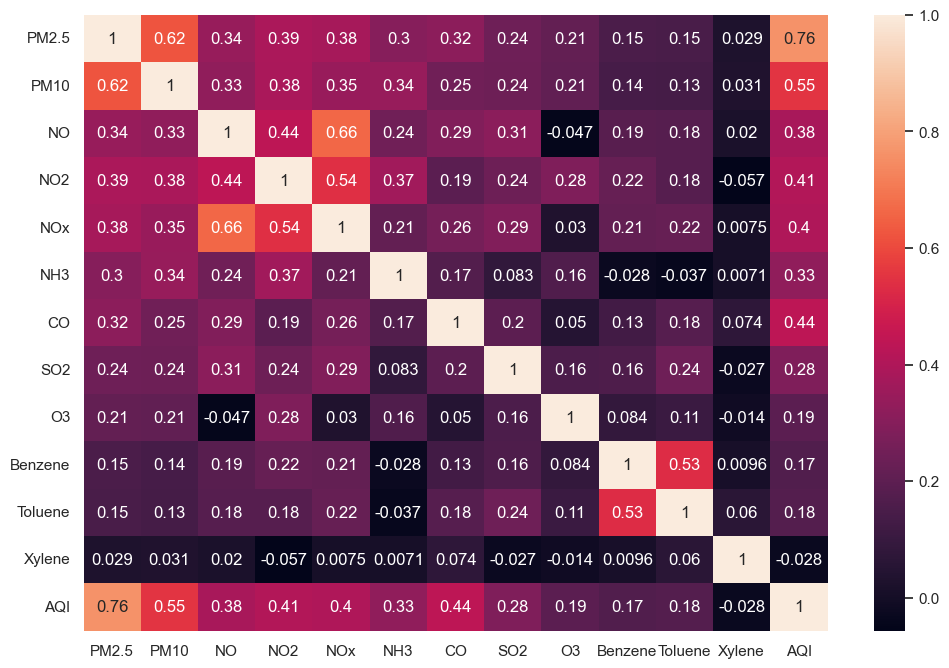 PM2.5 1 0.62 0.34 0.39 0.38 0.3 0.32 0.24 0.21 0.15 0.15 0.029 0.76
PM10 0.62 1 0.33 0.38 0.35 0.34 0.25 0.24 0.21 0.14 0.13 0.031 0.55
NO 0.34 0.33 1 0.44 0.66 0.24 0.29 0.31 -0.047 0.19 0.18 0.02 0.38
NO2 0.39 0.38 0.44 1 0.54 0.37 0.19 0.24 0.28 0.22 0.18 -0.057 0.41
NOx 0.38 0.35 0.66 0.54 1 0.21 0.26 0.29 0.03 0.21 0.22 0.0075 0.4
NH3 0.3 0.34 0.24 0.37 0.21 1 0.17 0.083 0.16 -0.028 -0.037 0.0071 0.33
CO 0.32 0.25 0.29 0.19 0.26 0.17 1 0.2 0.05 0.13 0.18 0.074 0.44
SO2 0.24 0.24 0.31 0.24 0.29 0.083 0.2 1 0.16 0.16 0.24 -0.027 0.28
O3 0.21 0.21 -0.047 0.28 0.03 0.16 0.05 0.16 1 0.084 0.11 -0.014 0.19
Benzene 0.15 0.14 0.19 0.22 0.21 -0.028 0.13 0.16 0.084 1 0.53 0.0096 0.17
Toluene 0.15 0.13 0.18 0.18 0.22 -0.037 0.18 0.24 0.11 0.53 1 0.06 0.18
Xylene 0.029 0.031 0.02 -0.057 0.0075 0.0071 0.074 -0.027 -0.014 0.0096 0.06 1 -0.028
AQI 0.76 0.55 0.38 0.41 0.4 0.33 0.44 0.28 0.19 0.17 0.18 -0.028 1
PM2.5 PM10 NO NO2 NOx NH3 CO SO2 O3 Benzene Toluene Xylene AQI
1.0
0.8
0.6
0.4
0.2
0.0